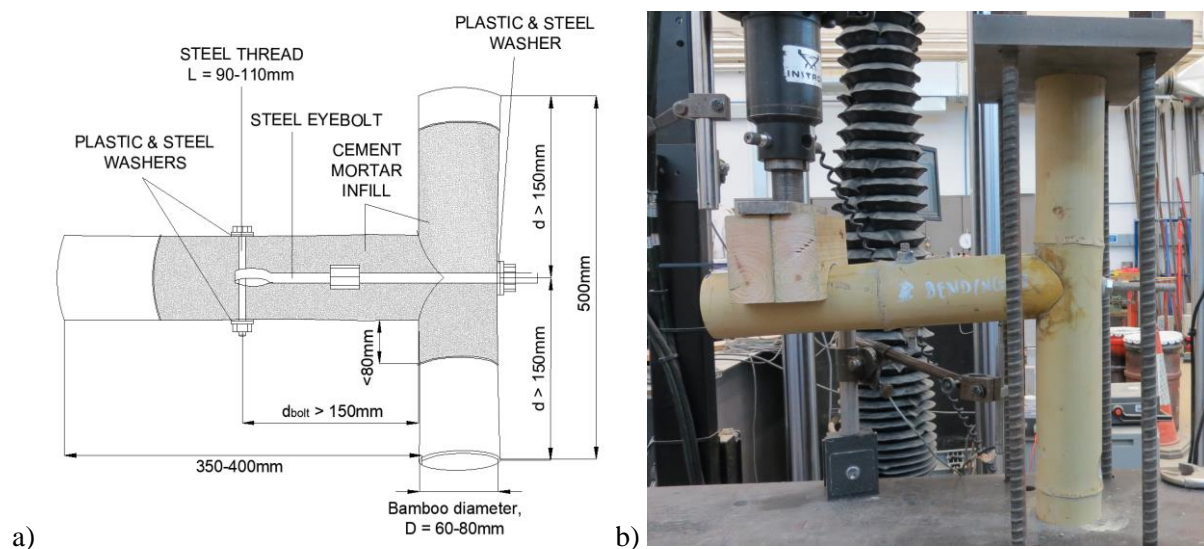 PLASTIC & STEEL
WASHER
STEEL THREAD
L = 90-110mm
STEEL EYEBOLT
PLASTIC & STEEL
WASHERS
CEMENT
MORTAR
INFILL
d > 150mm
500mm
d > 150mm
<80mm
dbolt > 150mm
350-400mm
Bamboo diameter,
D = 60-80mm
a)
b)
INSTRO
BENDING